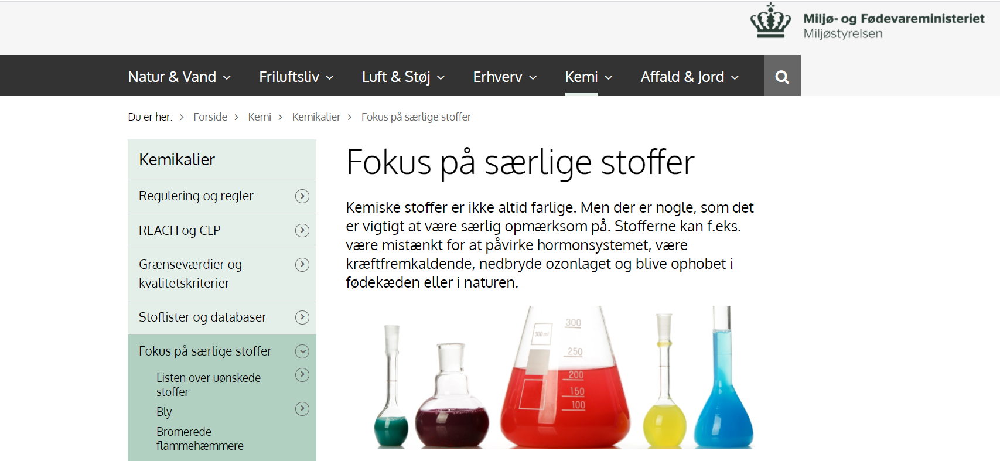 Miljø- og Fødevareministeriet
Miljøstyrelsen
Natur & Vand
Friluftsliv
Luft & Støj
Erhverv
Kemi
Affald & Jord
Du er her: > Forside > Kemi > Kemikalier > Fokus på særlige stoffer
Kemikalier
Regulering og regler
REACH og CLP
Grænseværdier og
kvalitetskriterier
Stoflister og databaser
Fokus på særlige stoffer
Listen over uønskede
stoffer
Bly
Bromerede
flammehæmmere
Fokus på særlige stoffer
Kemiske stoffer er ikke altid farlige. Men der er nogle, som det
er vigtigt at være særlig opmærksom på. Stofferne kan f.eks.
være mistænkt for at påvirke hormonsystemet, være
kræftfremkaldende, nedbryde ozonlaget og blive ophobet i
fødekæden eller i naturen.
300
300 ml
250
200
150
100